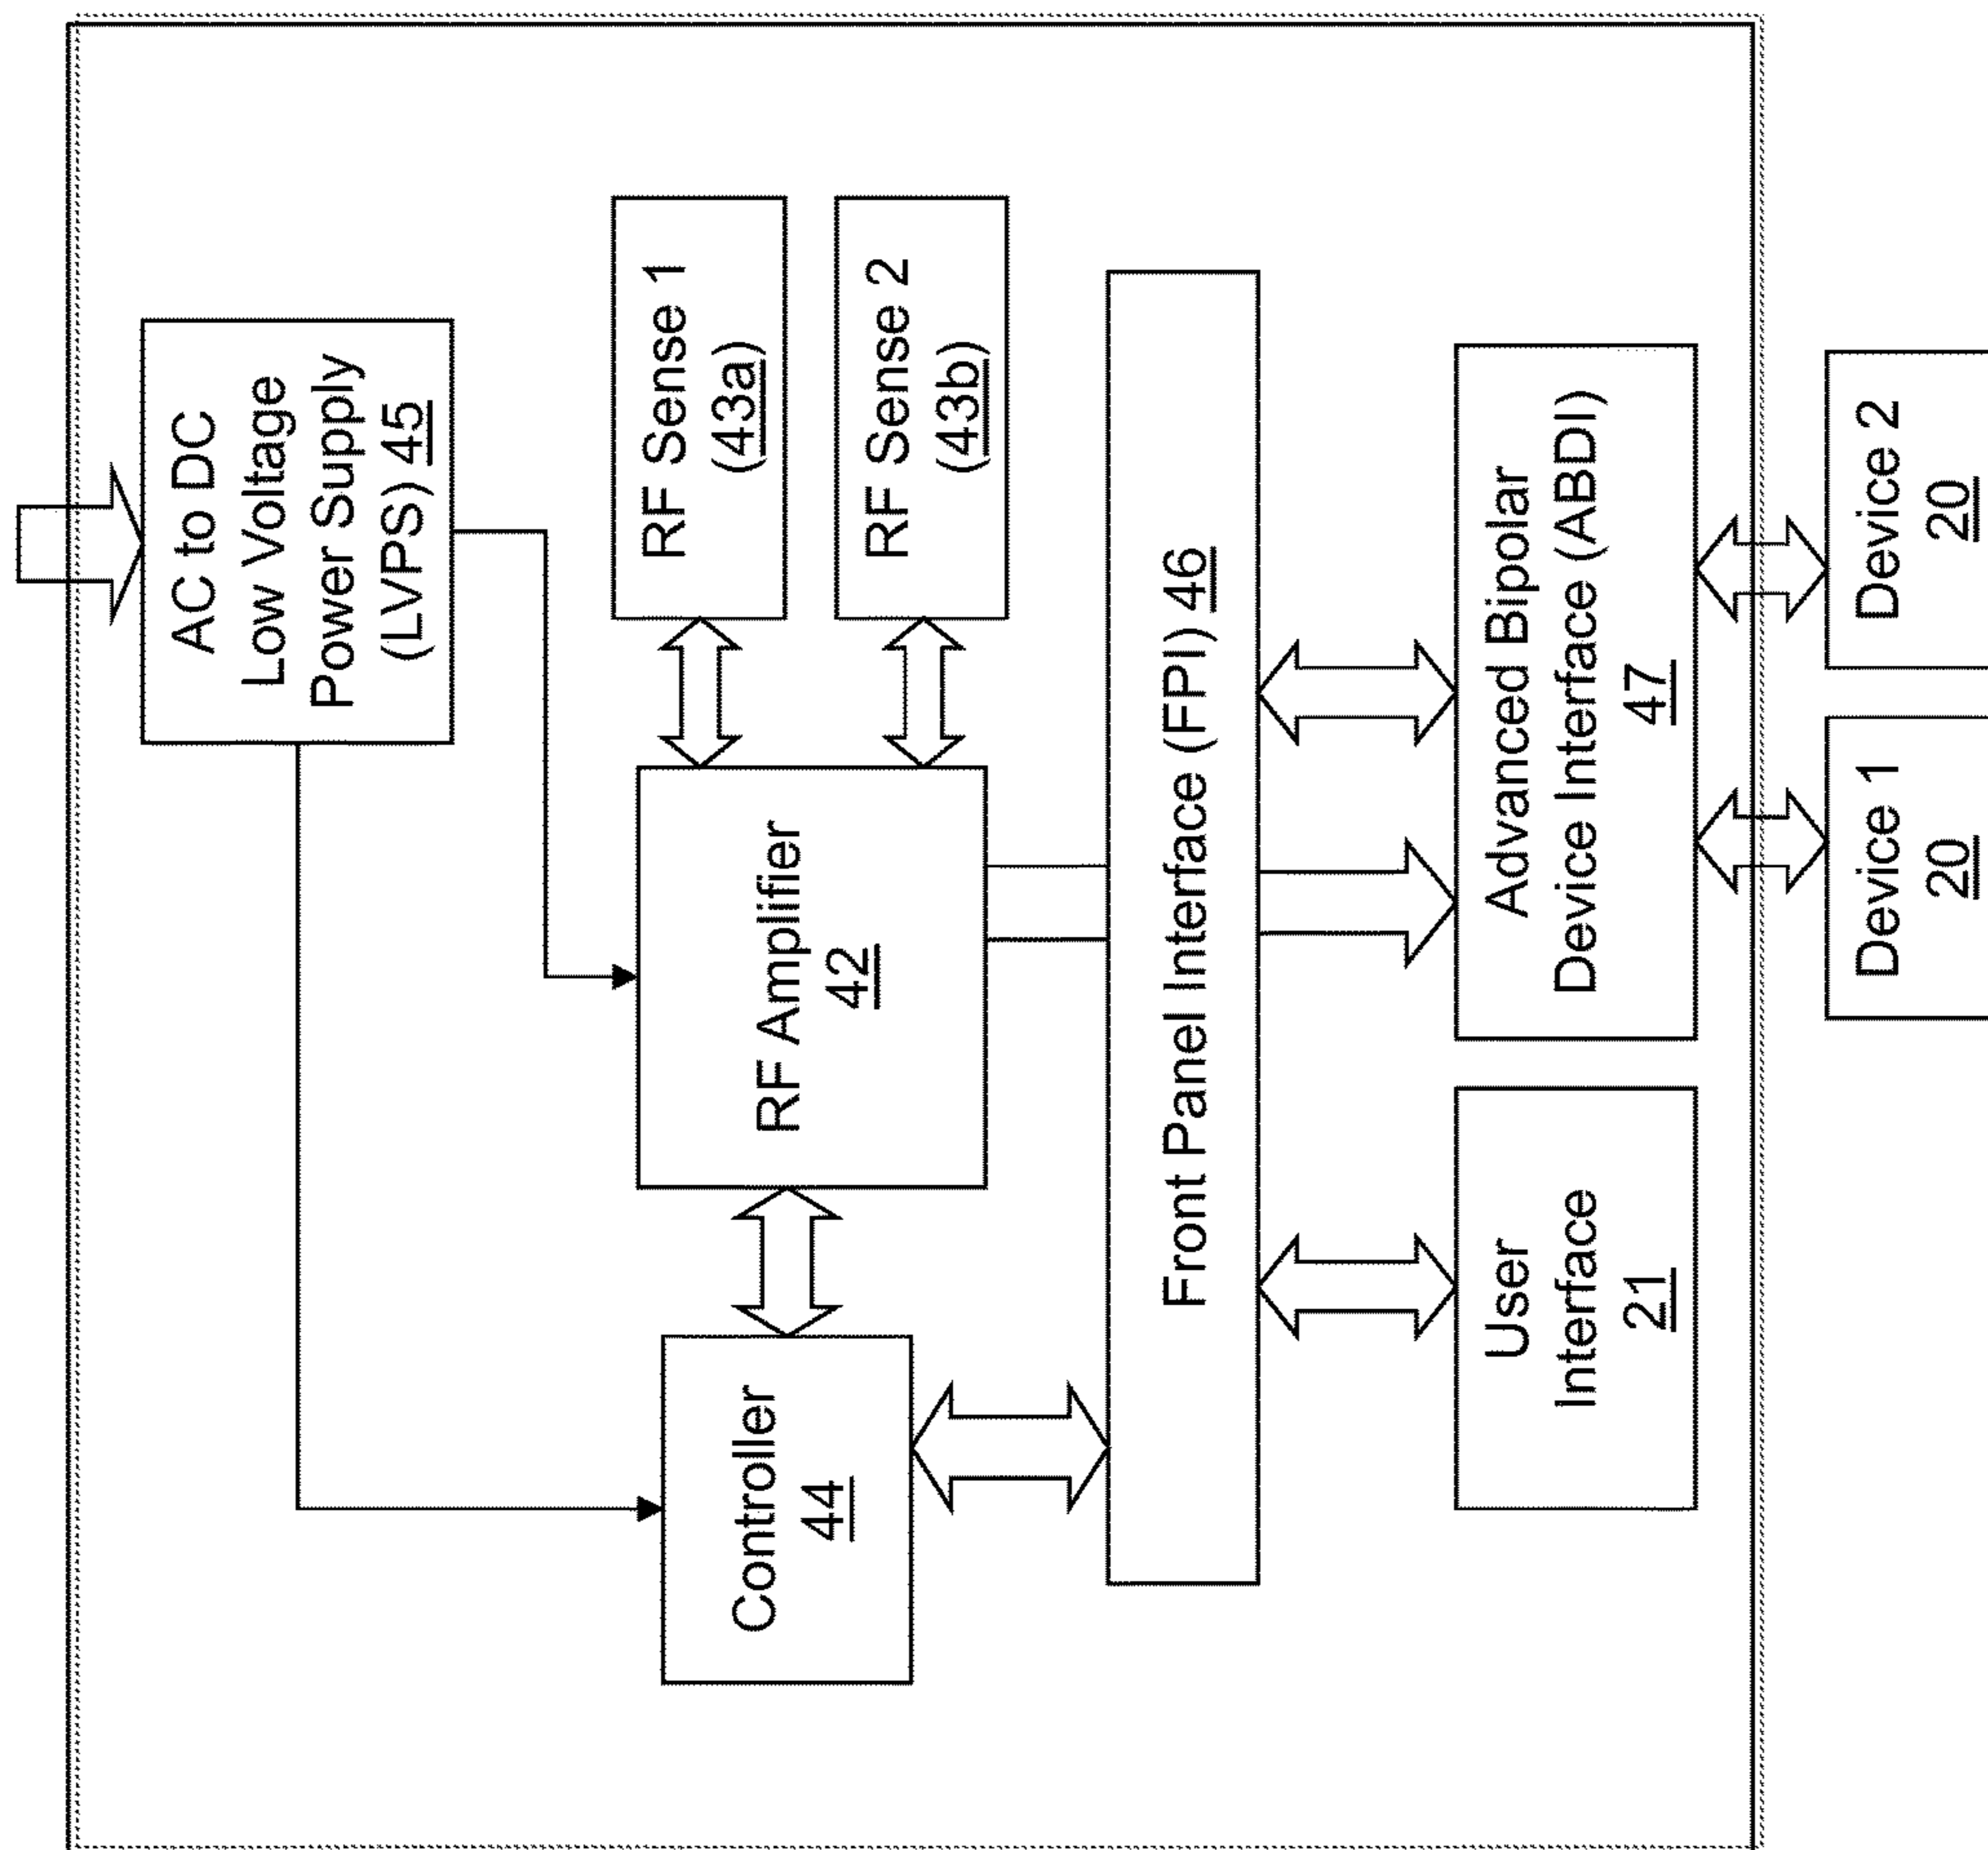 AC to DC
Low Voltage
Power Supply
(LVPS) 45
RF Sense 1
(43a)
RF Sense 2
(43b)
RF Amplifier
42
Controller
44
Front Panel Interface (FPI) 46
Advanced Bipolar
Device Interface (ABDI)
47
User
Interface
21
Device 2
20
Device 1
20